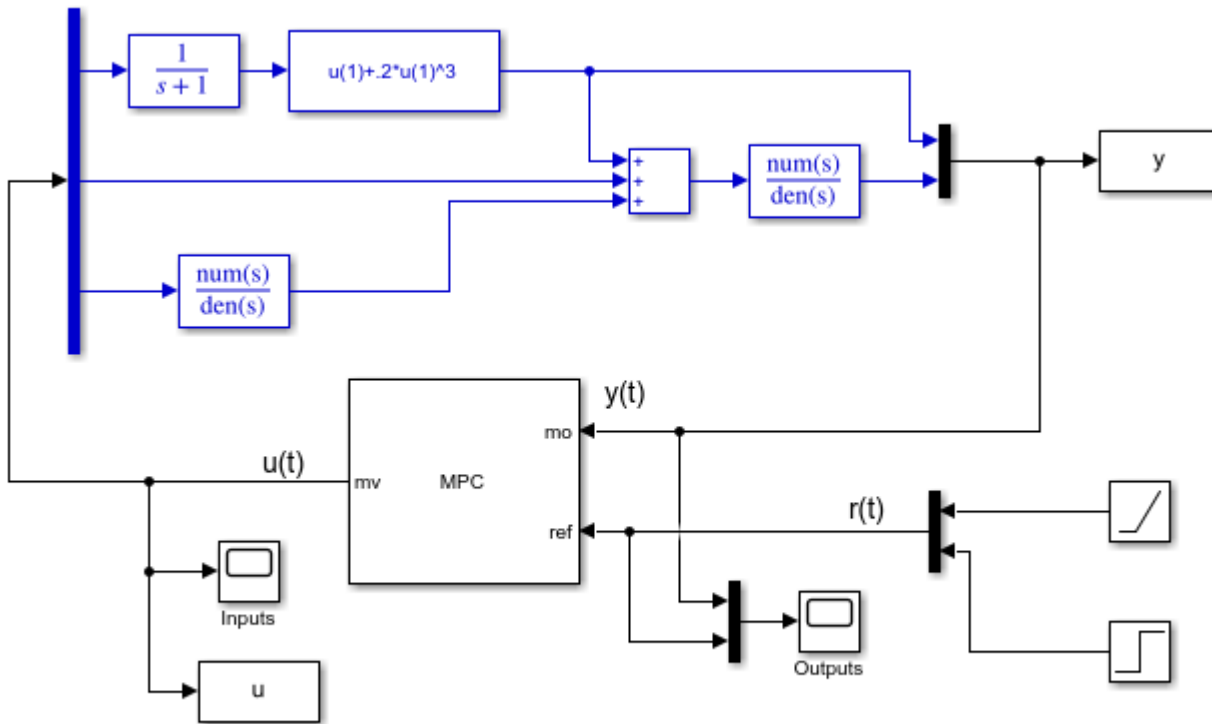 1
s + 1
u(1)+.2*u(1)^3
+
+
+
num(s)
den(s)
y
num(s)
den(s)
y(t)
mo
u(t)
mv
MPC
ref
r(t)
Inputs
Outputs
u